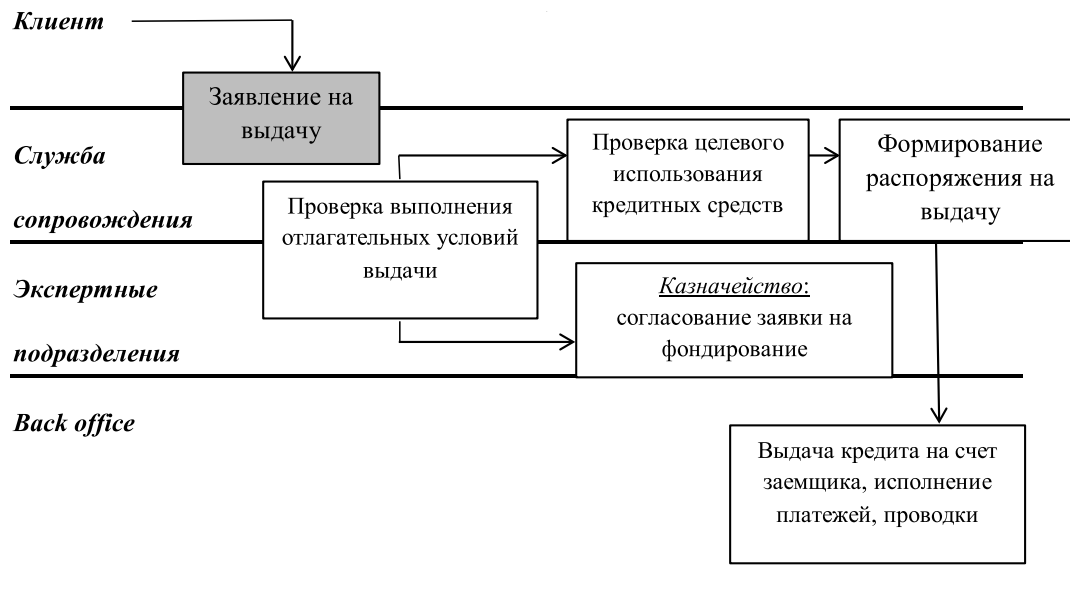 Клиент
Заявление на
выдачу
Служба
сопровождения
Проверка выполнения
отлагательных условий
выдачи
Проверка целевого
использования
кредитных средств
Формирование
распоряжения на
выдачу
Экспертные
подразделения
Казначейство:
согласование заявки на
фондирование
Back office
Выдача кредита на счет
заемщика, исполнение
платежей, проводки